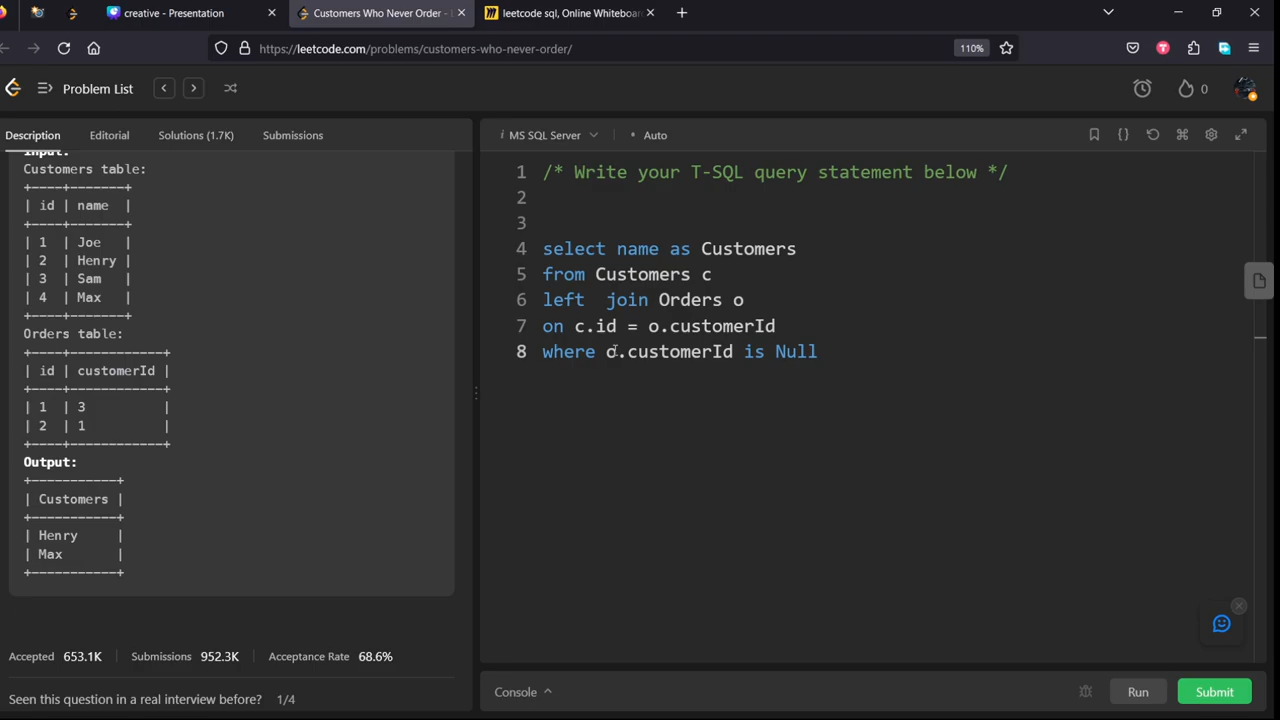 creative - Presentation
Customers Who Never Order -
leetcode sql, Online Whiteboar
https://leetcode.com/problems/customers-who-never-order/
110%
Problem List
0
Description
Editorial
Solutions (1.7K)
Submissions
i MS SQL Server
• Auto
Input:
Customers table:
+----+-------+
| id | name  |
+----+-------+
| 1  | Joe   |
| 2  | Henry |
| 3  | Sam   |
| 4  | Max   |
+----+-------+
Orders table:
+----+------------+
| id | customerId |
+----+------------+
| 1  | 3          |
| 2  | 1          |
+----+------------+
Output:
+-----------+
| Customers |
+-----------+
| Henry     |
| Max       |
+-----------+
Accepted 653.1K
Submissions 952.3K
Acceptance Rate 68.6%
Seen this question in a real interview before? 1/4
1 /* Write your T-SQL query statement below */
2
3
4 select name as Customers
5 from Customers c
6 left  join Orders o
7 on c.id = o.customerId
8 where o.customerId is Null
Console
Run
Submit